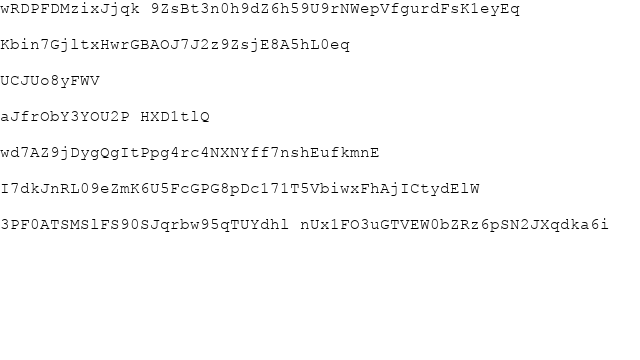 wRDPFDMzixJjqk 9ZsBt3n0h9dZ6h59U9rNWepVfgurdFsK1eyEq
Kbin7GjltxHwrGBAOJ7J2z9ZsjE8A5hL0eq
UCJUo8yFWV
aJfrObY3YOU2P HXD1tlQ
wd7AZ9jDygQgItPpg4rc4NXNYff7nshEufkmnE
I7dkJnRL09eZmK6U5FcGPG8pDc171T5VbiwxFhAjICtydElW
3PF0ATSMSlFS90SJqrbw95qTUYdhl nUx1FO3uGTVEW0bZRz6pSN2JXqdka6i